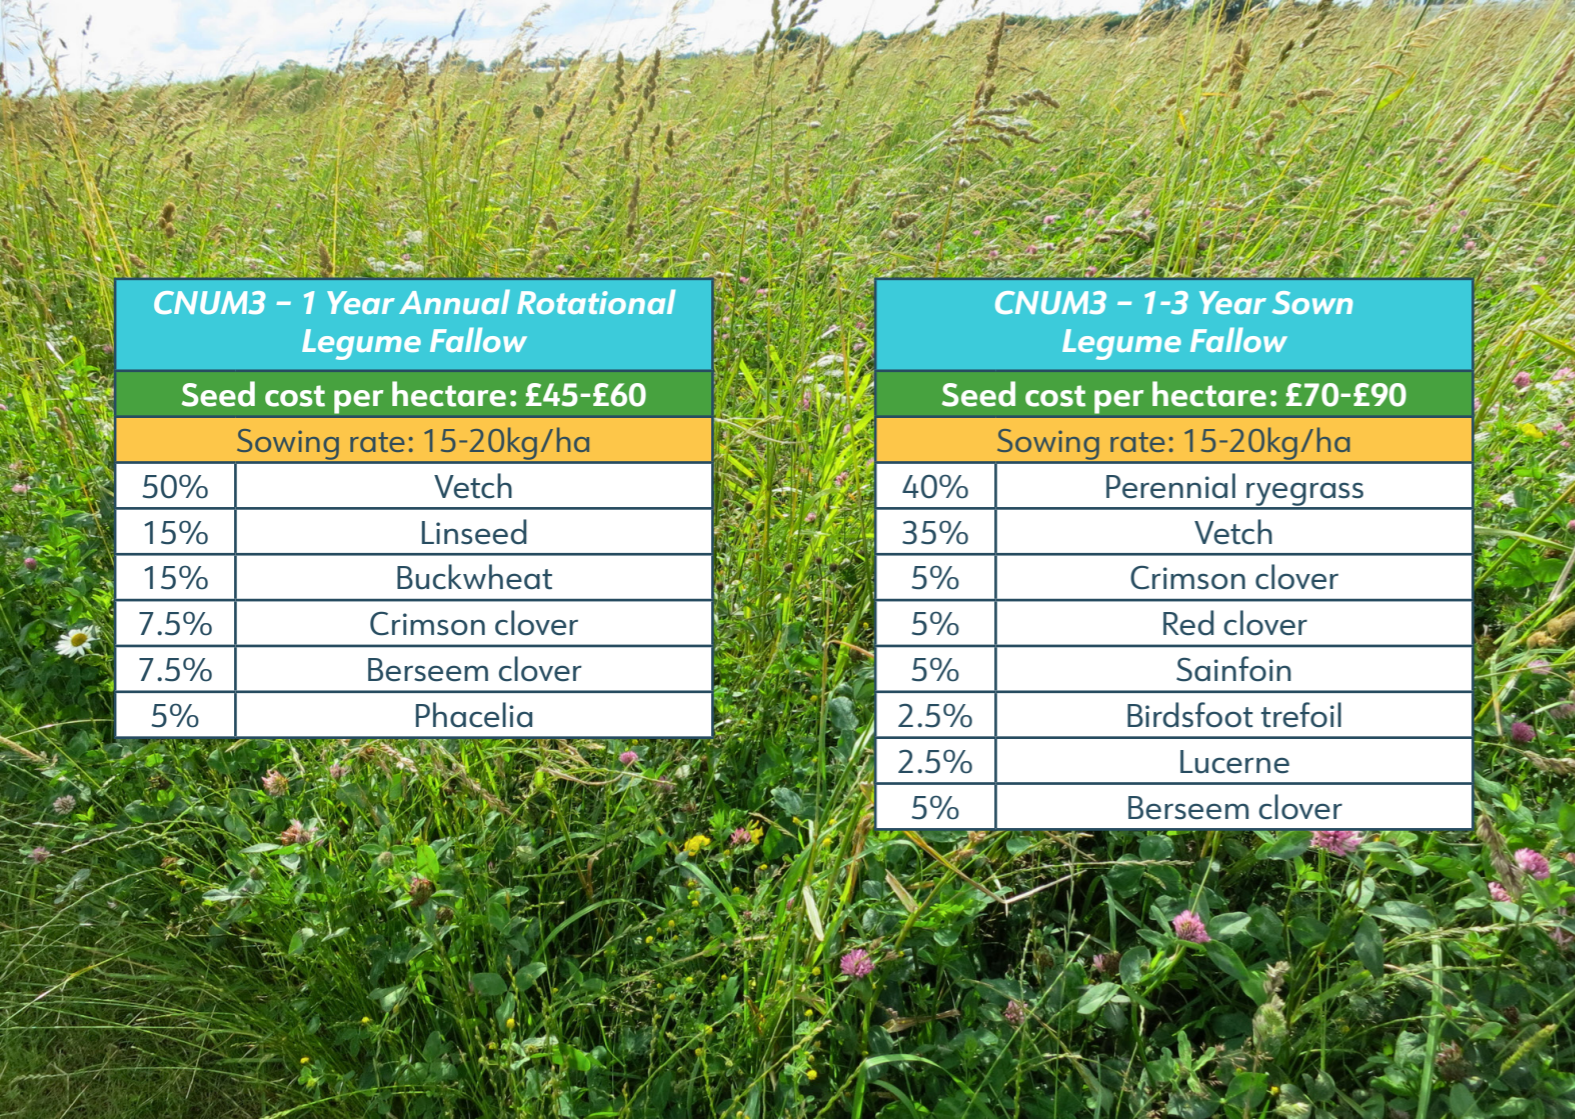 CNUM3 – 1 Year Annual Rotational
Legume Fallow
Seed cost per hectare: £45-£60
Sowing rate: 15-20kg/ha
50% Vetch
15% Linseed
15% Buckwheat
7.5% Crimson clover
7.5% Berseem clover
5% Phacelia
CNUM3 – 1-3 Year Sown
Legume Fallow
Seed cost per hectare: £70-£90
Sowing rate: 15-20kg/ha
40% Perennial ryegrass
35% Vetch
5% Crimson clover
5% Red clover
5% Sainfoin
2.5% Birdsfoot trefoil
2.5% Lucerne
5% Berseem clover